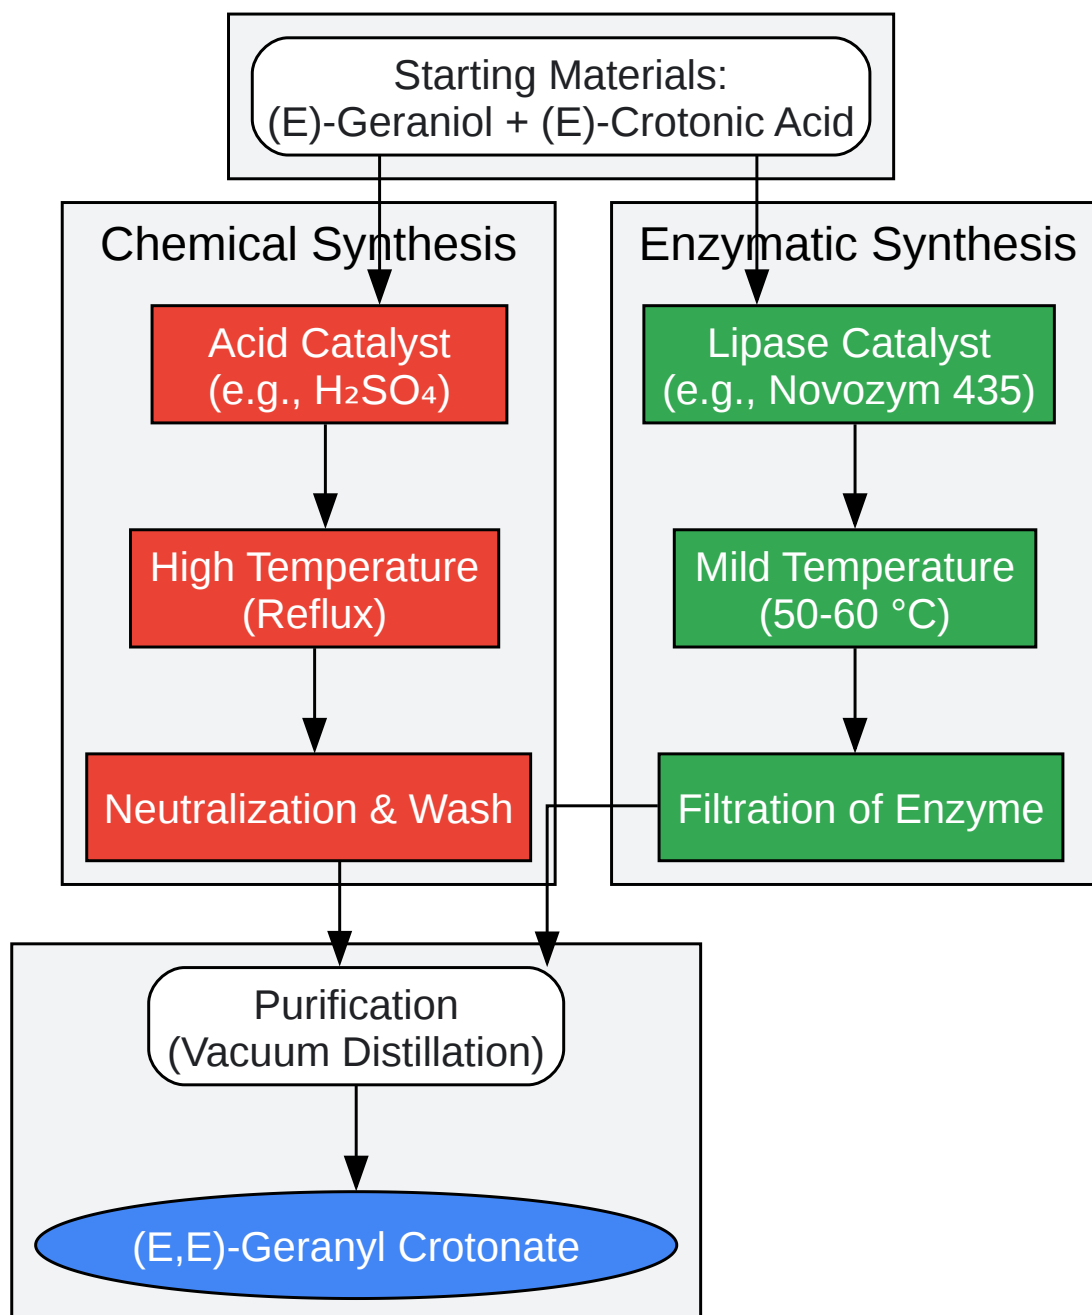 Starting Materials:
(E)-Geraniol + (E)-Crotonic Acid
Chemical Synthesis
Acid Catalyst
(e.g., H₂SO₄)
High Temperature
(Reflux)
Neutralization & Wash
Enzymatic Synthesis
Lipase Catalyst
(e.g., Novozym 435)
Mild Temperature
(50-60 °C)
Filtration of Enzyme
Purification
(Vacuum Distillation)
(E,E)-Geranyl Crotonate